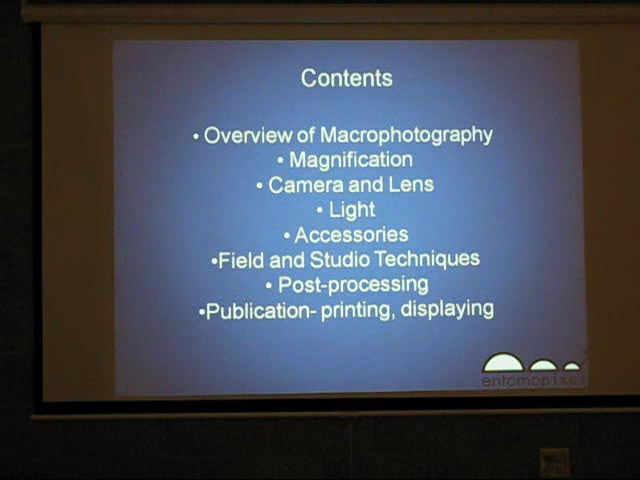 Contents
• Overview of Macrophotography
• Magnification
• Camera and Lens
• Light
• Accessories
•Field and Studio Techniques
• Post-processing
•Publication- printing, displaying
entomopixel